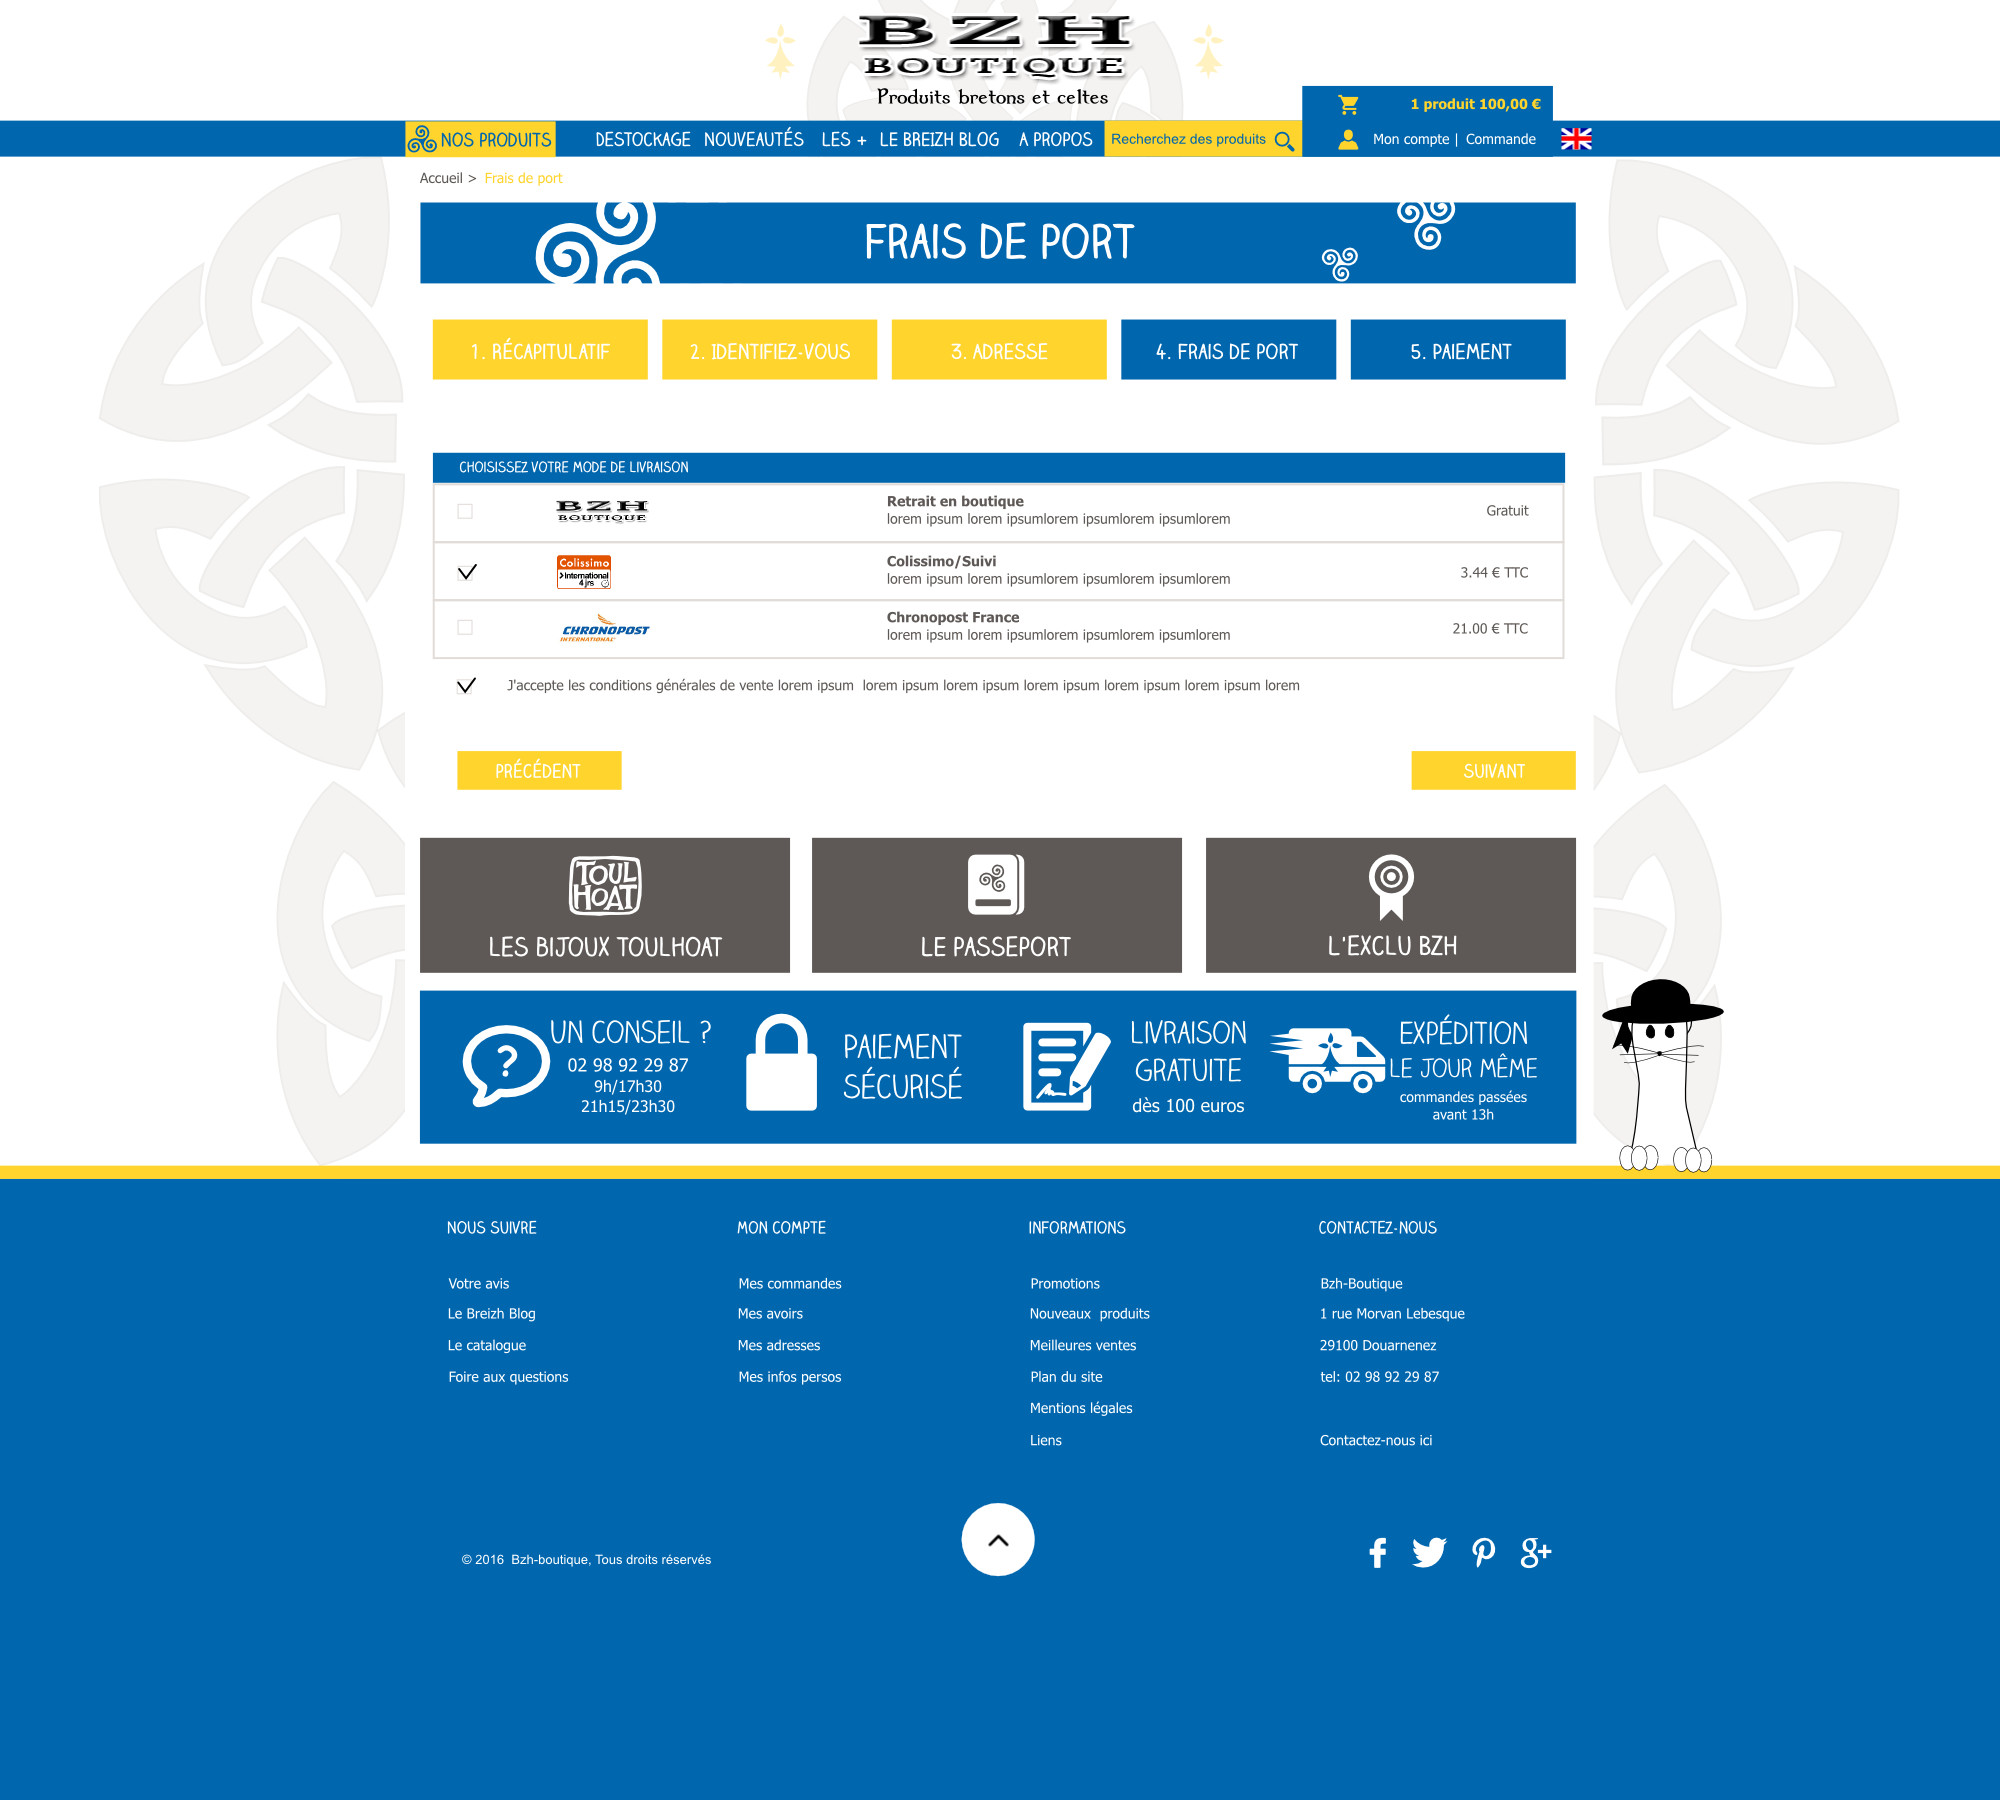 BZH
BOUTIQUE
Produits bretons et celtes
1 produit 100,00 €
NOS PRODUITS
DESTOCKAGE NOUVEAUTÉS LES + LE BREIZH BLOG A PROPOS
Recherchez des produits
Mon compte | Commande
Accueil > Frais de port
FRAIS DE PORT
1. RÉCAPITULATIF
2. IDENTIFIEZ-VOUS
3. ADRESSE
4. FRAIS DE PORT
5. PAIEMENT
CHOISISSEZ VOTRE MODE DE LIVRAISON
BZH
BOUTIQUE
Retrait en boutique
lorem ipsum lorem ipsumlorem ipsumlorem ipsumlorem
Gratuit
Colissimo
>International
4 jrs
Colissimo/Suivi
lorem ipsum lorem ipsumlorem ipsumlorem ipsumlorem
3.44 € TTC
CHRONOPOST
INTERNATIONAL
Chronopost France
lorem ipsum lorem ipsumlorem ipsumlorem ipsumlorem
21.00 € TTC
J'accepte les conditions générales de vente lorem ipsum  lorem ipsum lorem ipsum lorem ipsum lorem ipsum lorem ipsum lorem
PRÉCÉDENT
SUIVANT
TOUL
HOAT
LES BIJOUX TOULHOAT
LE PASSEPORT
L'EXCLU BZH
?
UN CONSEIL ?
02 98 92 29 87
9h/17h30
21h15/23h30
PAIEMENT
SÉCURISÉ
LIVRAISON
GRATUITE
dès 100 euros
EXPÉDITION
LE JOUR MÊME
commandes passées
avant 13h
NOUS SUIVRE
Votre avis
Le Breizh Blog
Le catalogue
Foire aux questions
MON COMPTE
Mes commandes
Mes avoirs
Mes adresses
Mes infos persos
INFORMATIONS
Promotions
Nouveaux  produits
Meilleures ventes
Plan du site
Mentions légales
Liens
CONTACTEZ-NOUS
Bzh-Boutique
1 rue Morvan Lebesque
29100 Douarnenez
tel: 02 98 92 29 87
Contactez-nous ici
© 2016  Bzh-boutique, Tous droits réservés